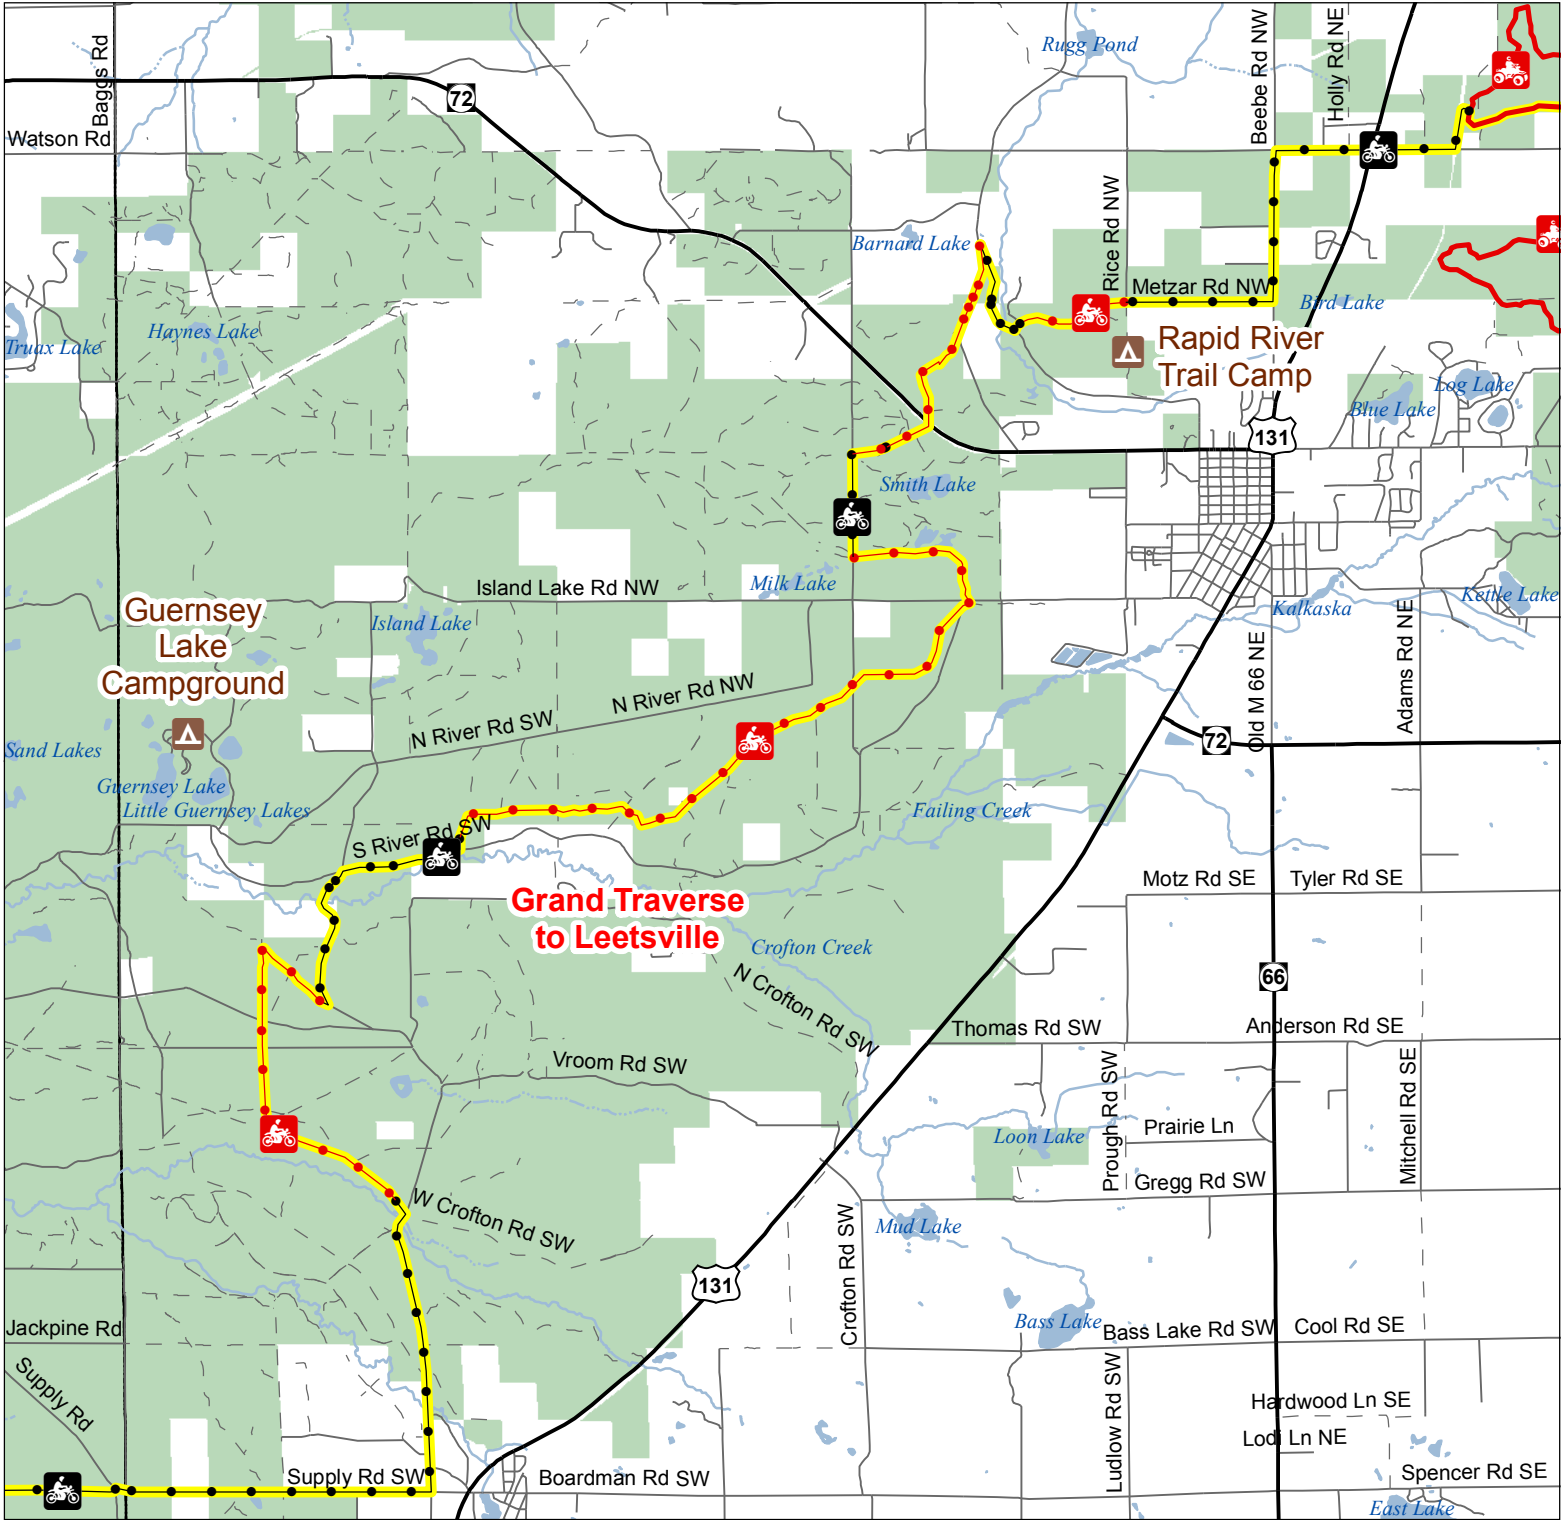 Baggs Rd
Rugg Pond
Beebe Rd NW
Holly Rd NE
72
Watson Rd
Rice Rd NW
Barnard Lake
Metzar Rd NW
Bird Lake
Haynes Lake
Truax Lake
Rapid River
Trail Camp
Log Lake
Blue Lake
131
Smith Lake
Island Lake Rd NW
Milk Lake
Kettle Lake
Kalkaska
Guernsey
Lake
Campground
Island Lake
Old M 66 NE
Adams Rd NE
N River Rd NW
N River Rd SW
72
Sand Lakes
Guernsey Lake
Little Guernsey Lakes
Failing Creek
S River Rd SW
Motz Rd SE
Tyler Rd SE
Grand Traverse
to Leetsville
Crofton Creek
N Crofton Rd SW
66
Thomas Rd SW
Anderson Rd SE
Vroom Rd SW
Prough Rd SW
Mitchell Rd SE
Loon Lake
Prairie Ln
Gregg Rd SW
W Crofton Rd SW
Mud Lake
Crofton Rd SW
131
Jackpine Rd
Bass Lake
Bass Lake Rd SW
Cool Rd SE
Supply Rd
Ludlow Rd SW
Hardwood Ln SE
Lodi Ln NE
Supply Rd SW
Boardman Rd SW
Spencer Rd SE
East Lake